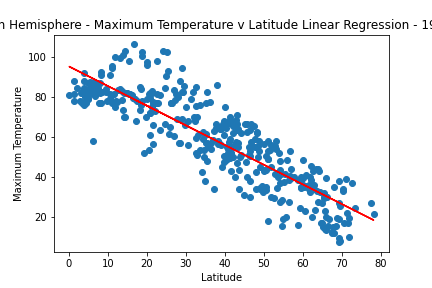 Hemisphere - Maximum Temperature v Latitude Linear Regression -
100
80
60
40
20
Maximum Temperature
0 10 20 30 40 50 60 70 80
Latitude